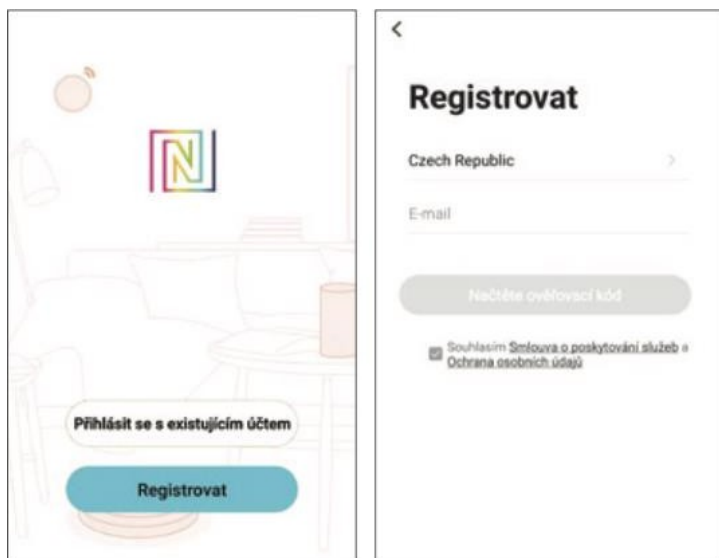 Přihlásit se s existujícím účtem
Registrovat
Registrovat
Czech Republic
E-mail
Načtěte ověřovací kód
Souhlasím Smlouva o poskytování služeb a
Ochrana osobních údajů